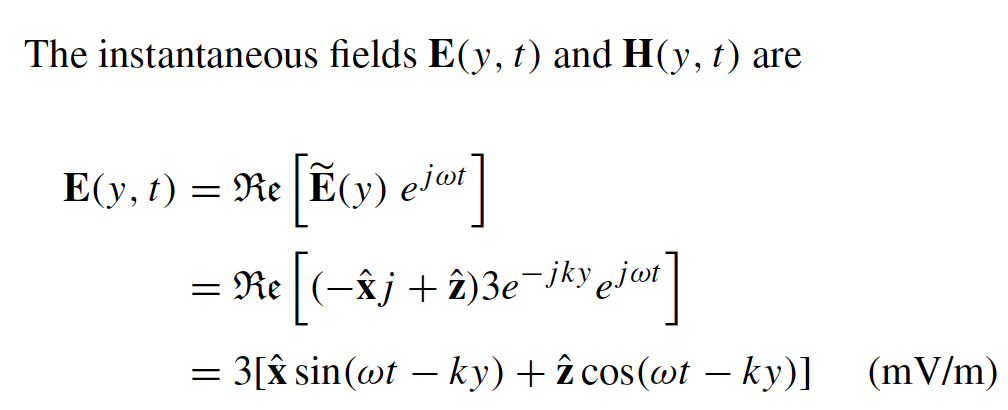 The instantaneous fields E(y, t) and H(y, t) are
E(y, t) = ℜ𝔢 [Ẽ(y) e^{jωt}]
= ℜ𝔢 [(−x̂j + ẑ)3e^{−jky}e^{jωt}]
= 3[x̂ sin(ωt − ky) + ẑ cos(ωt − ky)] (mV/m)